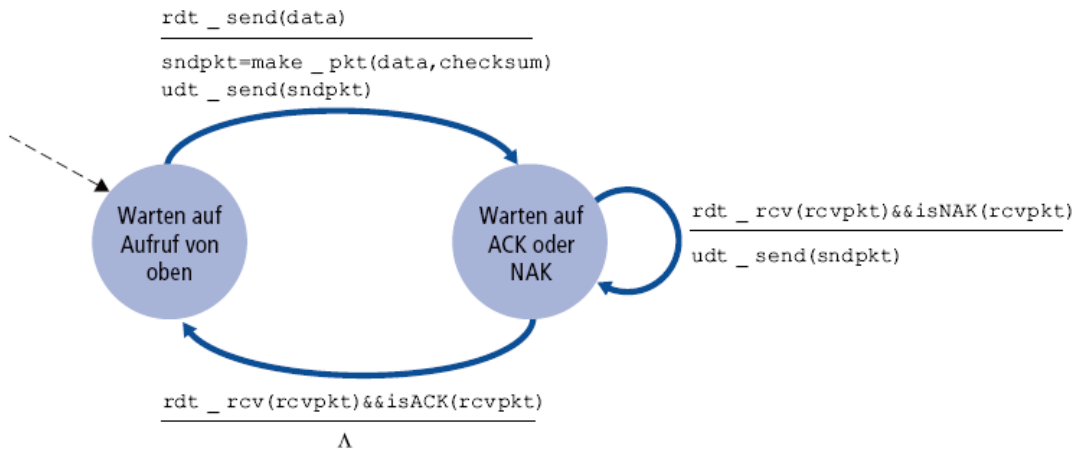 rdt _ send(data)
sndpkt=make _ pkt(data,checksum)
udt _ send(sndpkt)
Warten auf
Aufruf von
oben
Warten auf
ACK oder
NAK
rdt _ rcv(rcvpkt)&&isNAK(rcvpkt)
udt _ send(sndpkt)
rdt _ rcv(rcvpkt)&&isACK(rcvpkt)
Λ